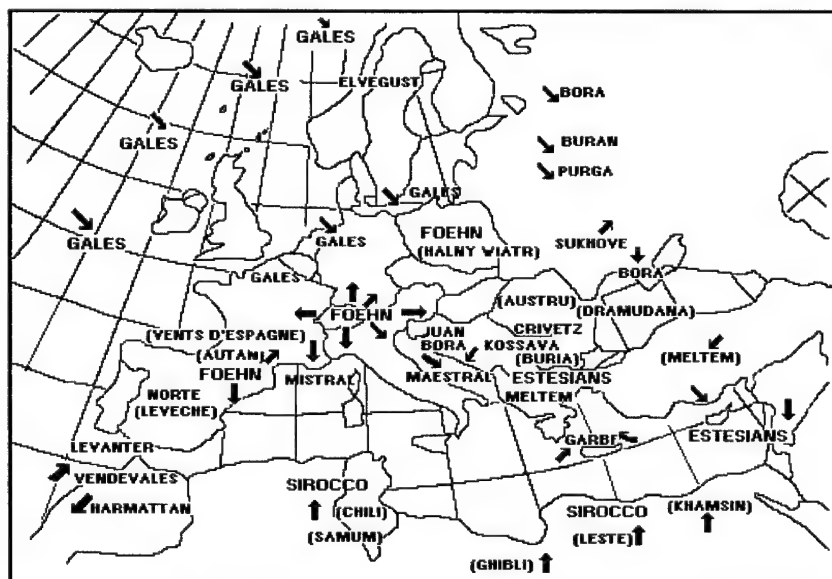 GALES
GALES
ELVEGUST
BORA
GALES
BURAN
PURGA
GALES
GALES
GALES
FOEHN
(HALNY WIATR)
SUKHOVE
GALES
BORA
(AUSTRU)
(DRAMUDANA)
FOEHN
(VENTS D'ESPAGNE)
JUAN
BORA
CRIVETZ
KOSSAVA
(BURIA)
(MELTEM)
(AUTAN)
FOEHN
MISTRAL
MAESTRAL
ESTESIANS
MELTEM
NORTE
(LEVECHE)
GARBE
ESTESIANS
LEVANTER
VENDEVALES
HARMATTAN
SIROCCO
(CHILI)
(SAMUM)
SIROCCO
(LESTE)
(KHAMSIN)
(GHIBLI)